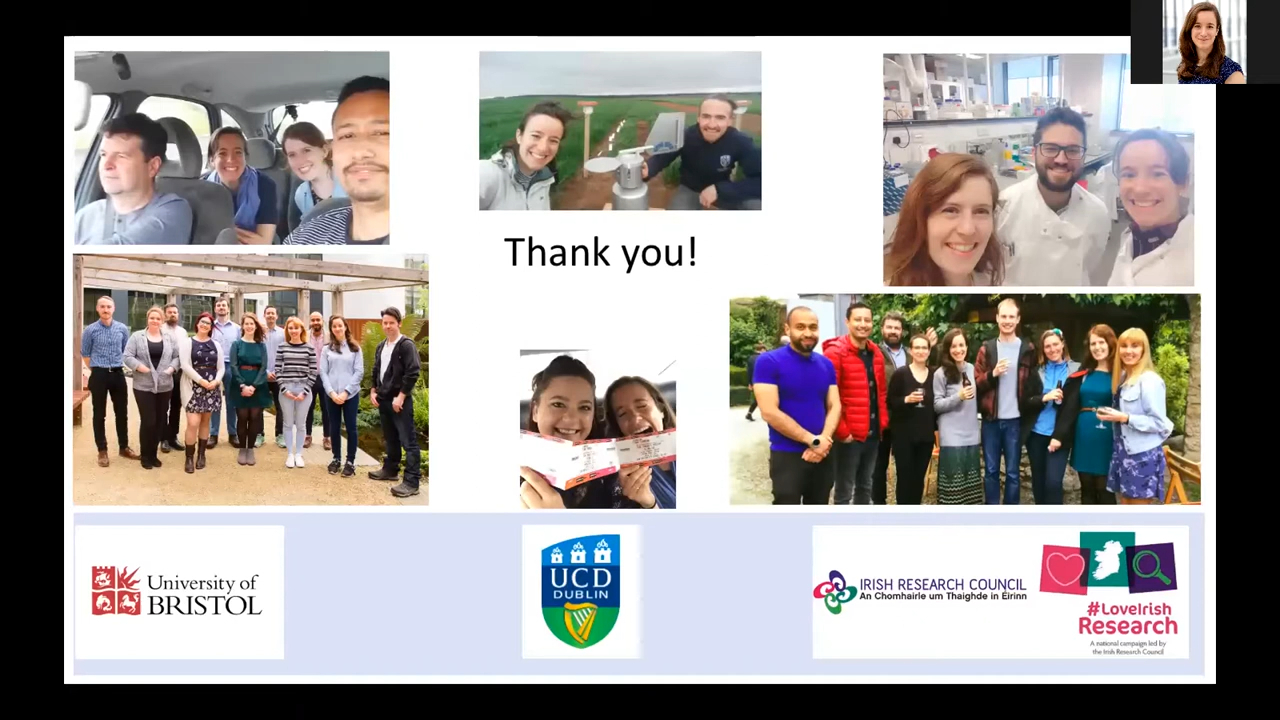 Thank you!
University of
BRISTOL
UCD
DUBLIN
IRISH RESEARCH COUNCIL
An Chomhairle um Thaighde in Éirinn
#LoveIrish
Research
A national campaign led by
the Irish Research Council